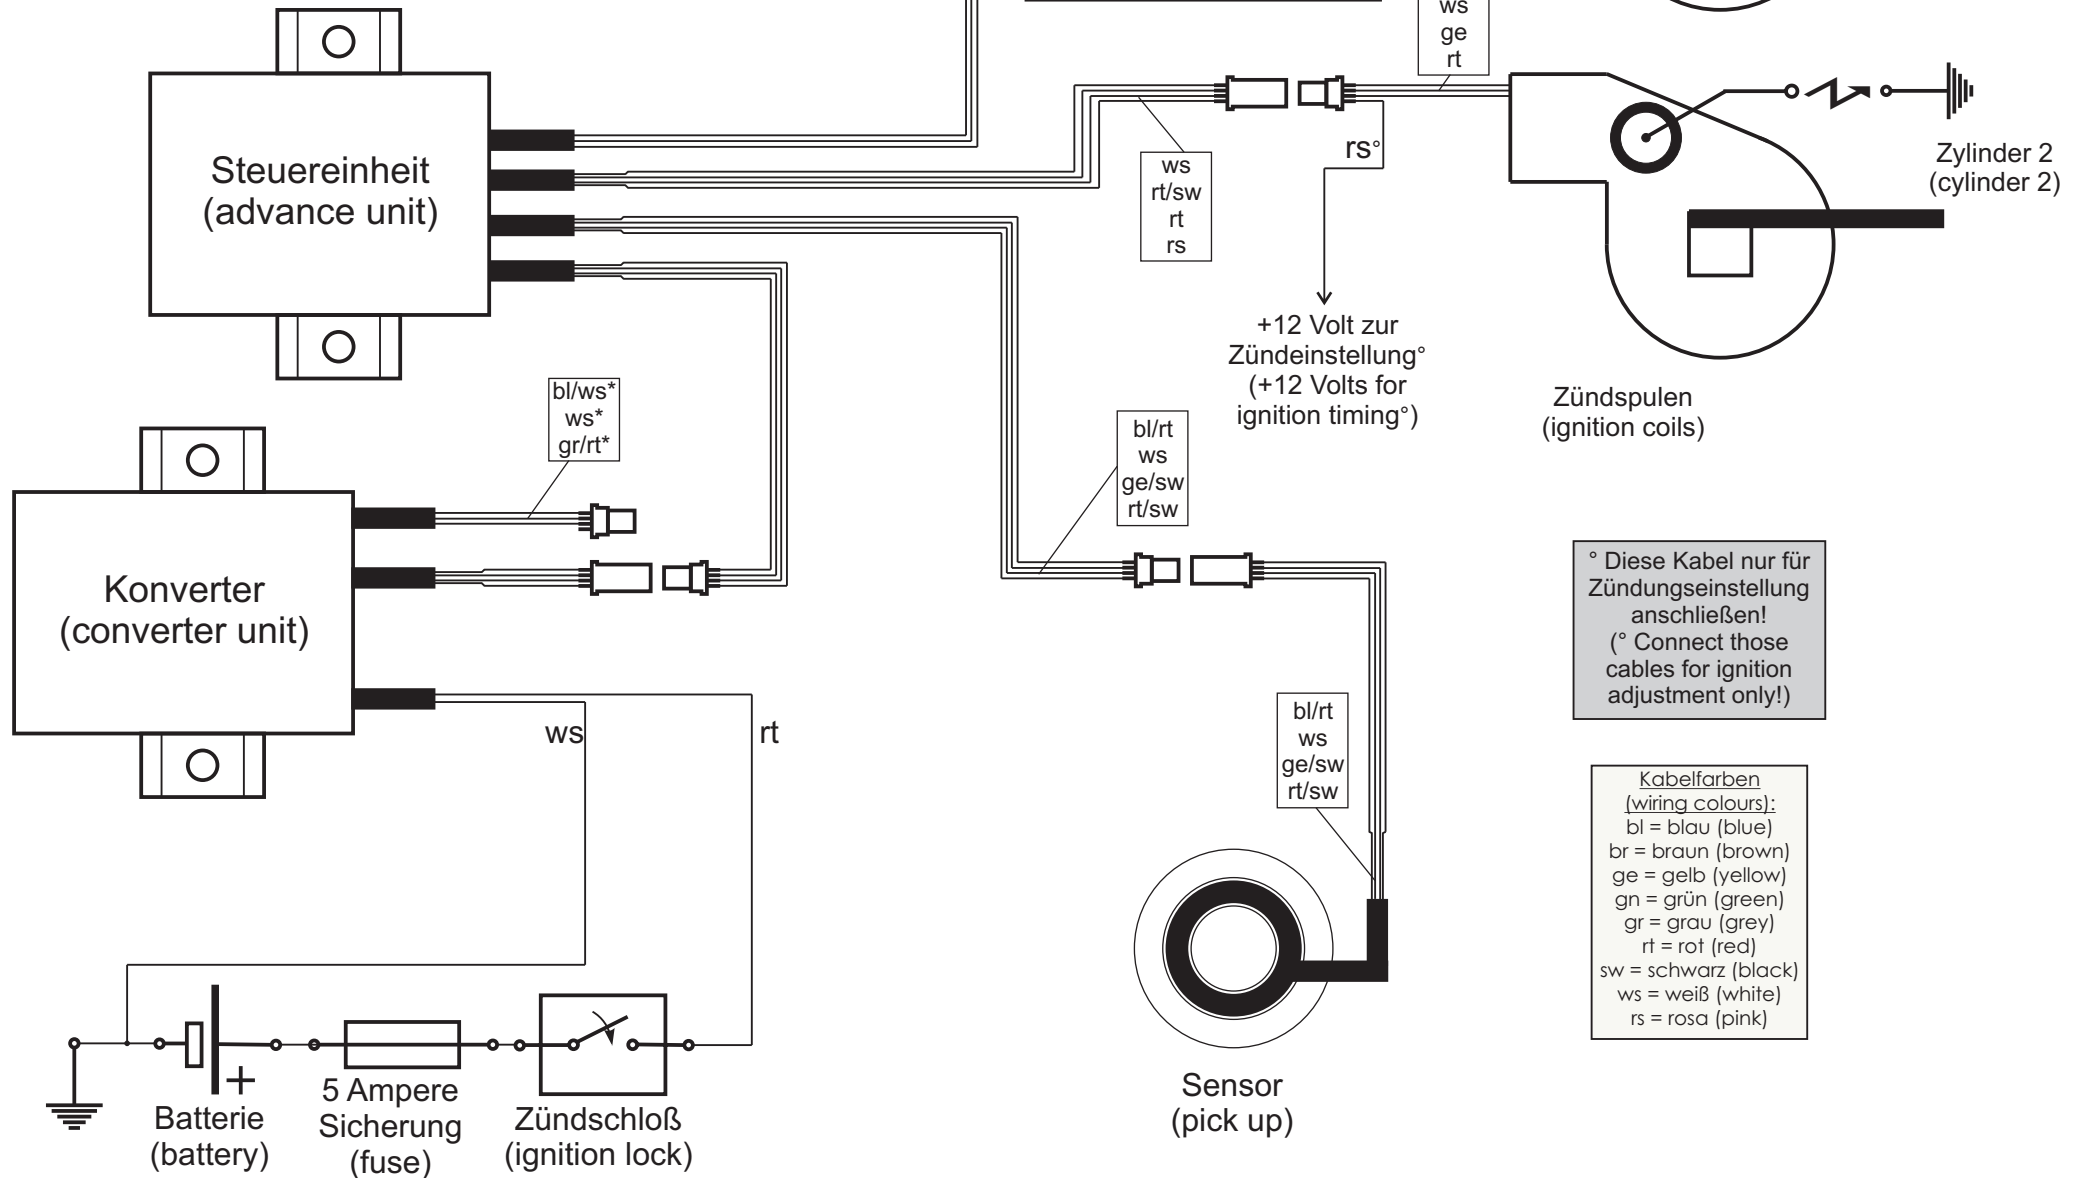 ws
ge
rt
Steuereinheit
(advance unit)
ws
rt/sw
rt
rs
rs°
Zylinder 2
(cylinder 2)
+12 Volt zur
Zündeinstellung°
(+12 Volts for
ignition timing°)
Zündspulen
(ignition coils)
bl/ws*
ws*
gr/rt*
bl/rt
ws
ge/sw
rt/sw
Konverter
(converter unit)
° Diese Kabel nur für
Zündungseinstellung
anschließen!
(° Connect those
cables for ignition
adjustment only!)
ws
rt
bl/rt
ws
ge/sw
rt/sw
Kabelfarben
(wiring colours):
bl = blau (blue)
br = braun (brown)
ge = gelb (yellow)
gn = grün (green)
gr = grau (grey)
rt = rot (red)
sw = schwarz (black)
ws = weiß (white)
rs = rosa (pink)
+
Batterie
(battery)
5 Ampere
Sicherung
(fuse)
Zündschloß
(ignition lock)
Sensor
(pick up)